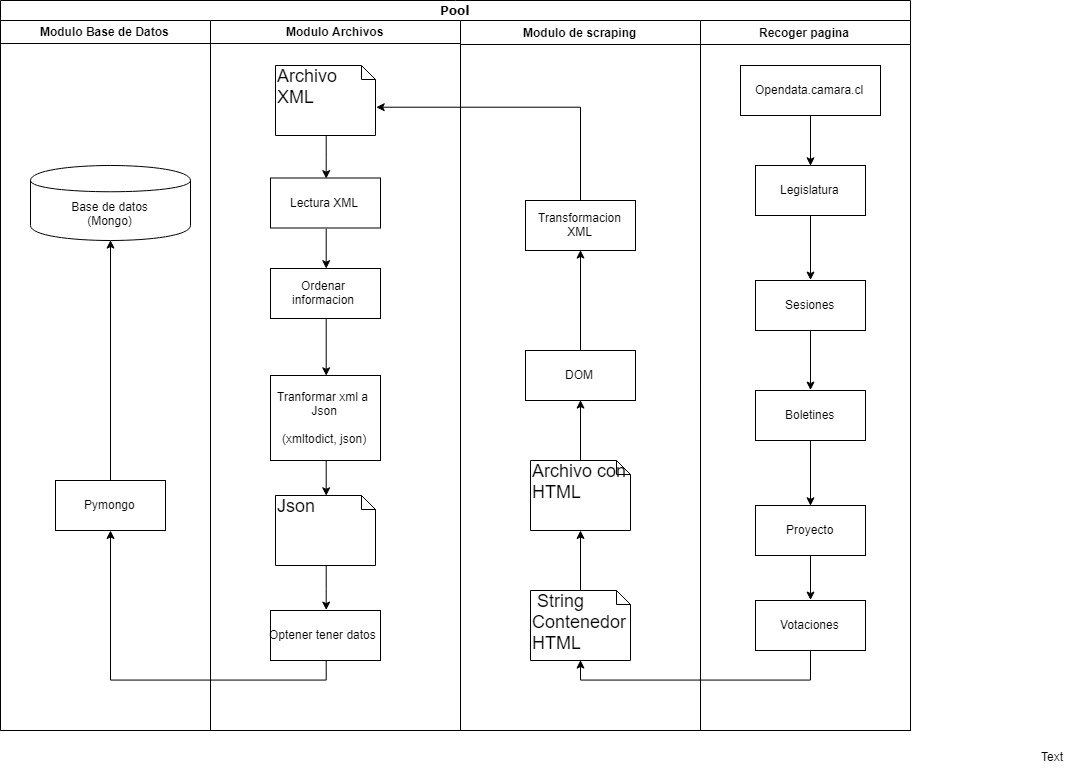 Pool
Modulo Base de Datos
Modulo Archivos
Modulo de scraping
Recoger pagina
Base de datos
(Mongo)
Pymongo
Archivo
XML
Lectura XML
Ordenar
informacion
Tranformar xml a
Json
(xmltodict, json)
Json
Optener tener datos
Transformacion
XML
DOM
Archivo con
HTML
String
Contenedor
HTML
Opendata.camara.cl
Legislatura
Sesiones
Boletines
Proyecto
Votaciones
Text